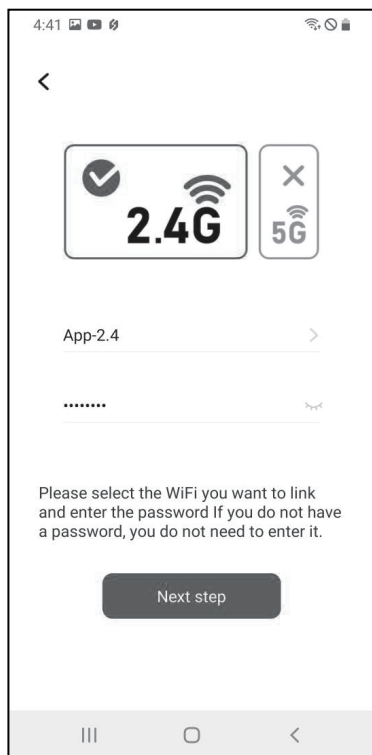 4:41
2.4G
5G
App-2.4
••••••••
Please select the WiFi you want to link
and enter the password If you do not have
a password, you do not need to enter it.
Next step